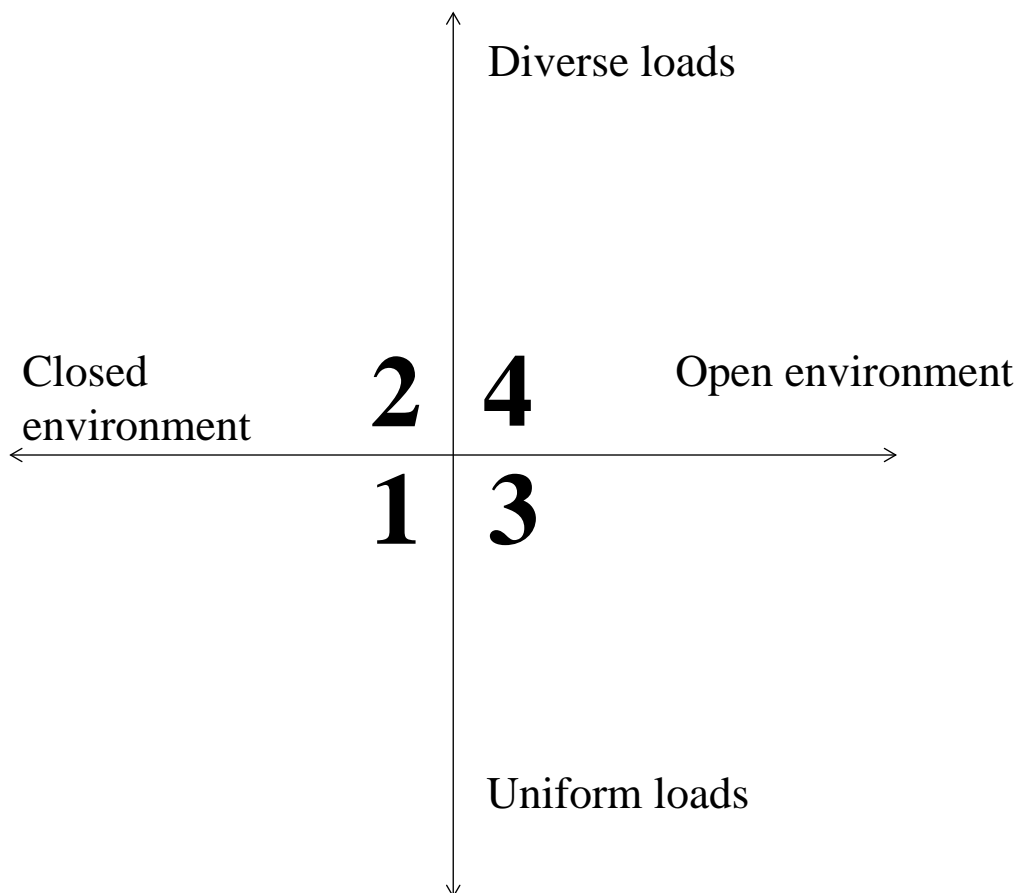 Diverse loads
Closed
environment
2 4
Open environment
1 3
Uniform loads